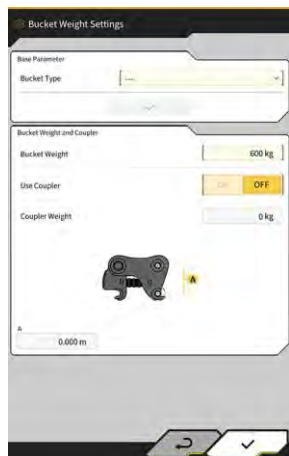 Bucket Weight Settings
Base Parameter
Bucket Type [ --- ]
Bucket Weight and Coupler
Bucket Weight [ 600 kg ]
Use Coupler [ ON OFF ]
Coupler Weight 0 kg
A
A
0.000 m